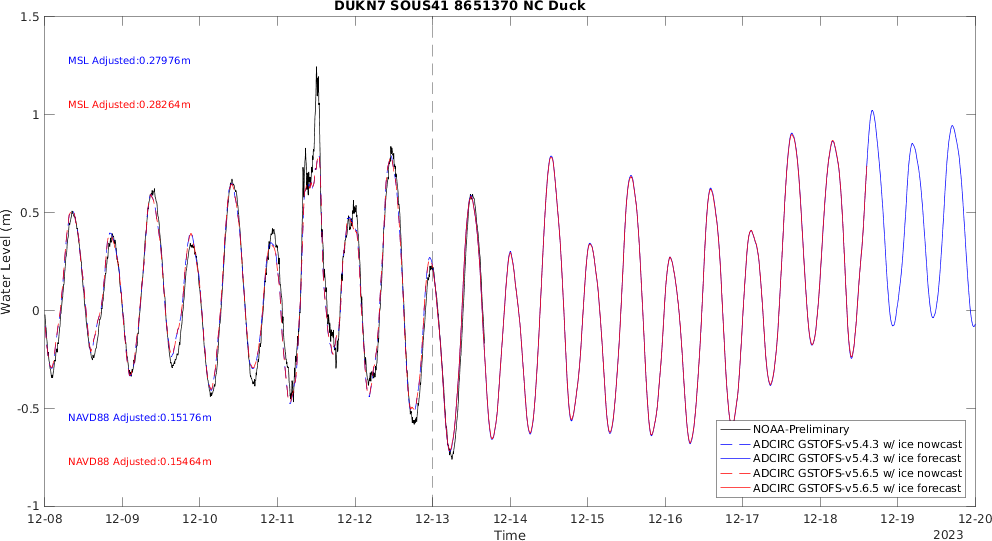 DUKN7 SOUS41 8651370 NC Duck
1.5
1
0.5
0
-0.5
-1
Water Level (m)
MSL Adjusted:0.27976m
MSL Adjusted:0.28264m
NAVD88 Adjusted:0.15176m
NAVD88 Adjusted:0.15464m
NOAA-Preliminary
ADCIRC GSTOFS-v5.4.3 w/ ice nowcast
ADCIRC GSTOFS-v5.4.3 w/ ice forecast
ADCIRC GSTOFS-v5.6.5 w/ ice nowcast
ADCIRC GSTOFS-v5.6.5 w/ ice forecast
12-08 12-09 12-10 12-11 12-12 12-13 12-14 12-15 12-16 12-17 12-18 12-19 12-20
Time
2023